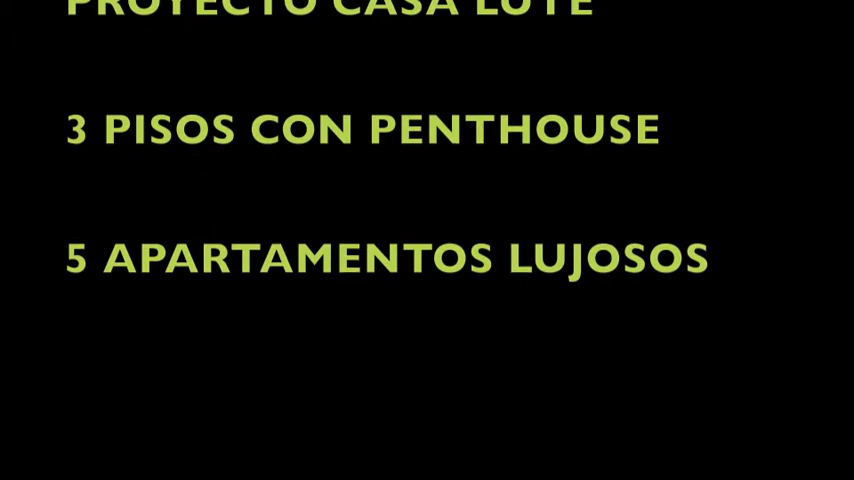 PROYECTO CASA LUTE
3 PISOS CON PENTHOUSE
5 APARTAMENTOS LUJOSOS